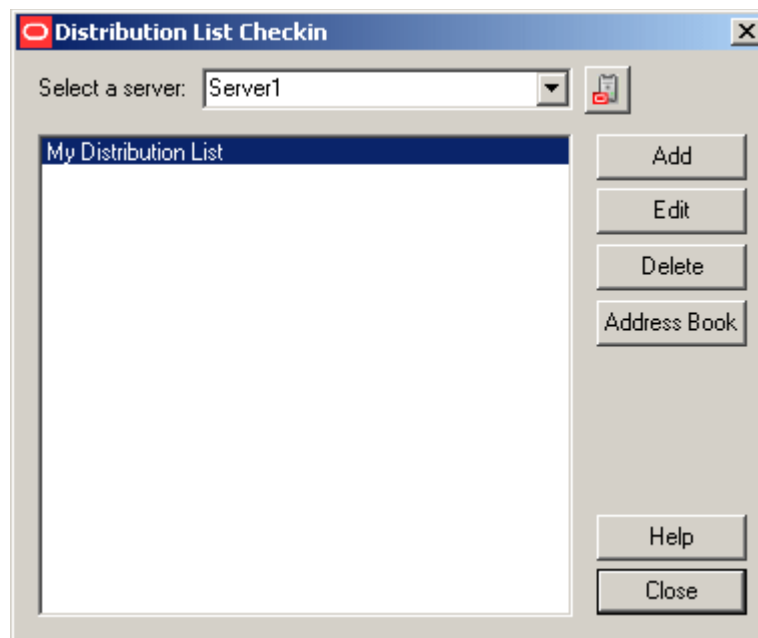 Distribution List Checkin
Select a server: Server1
My Distribution List
Add
Edit
Delete
Address Book
Help
Close